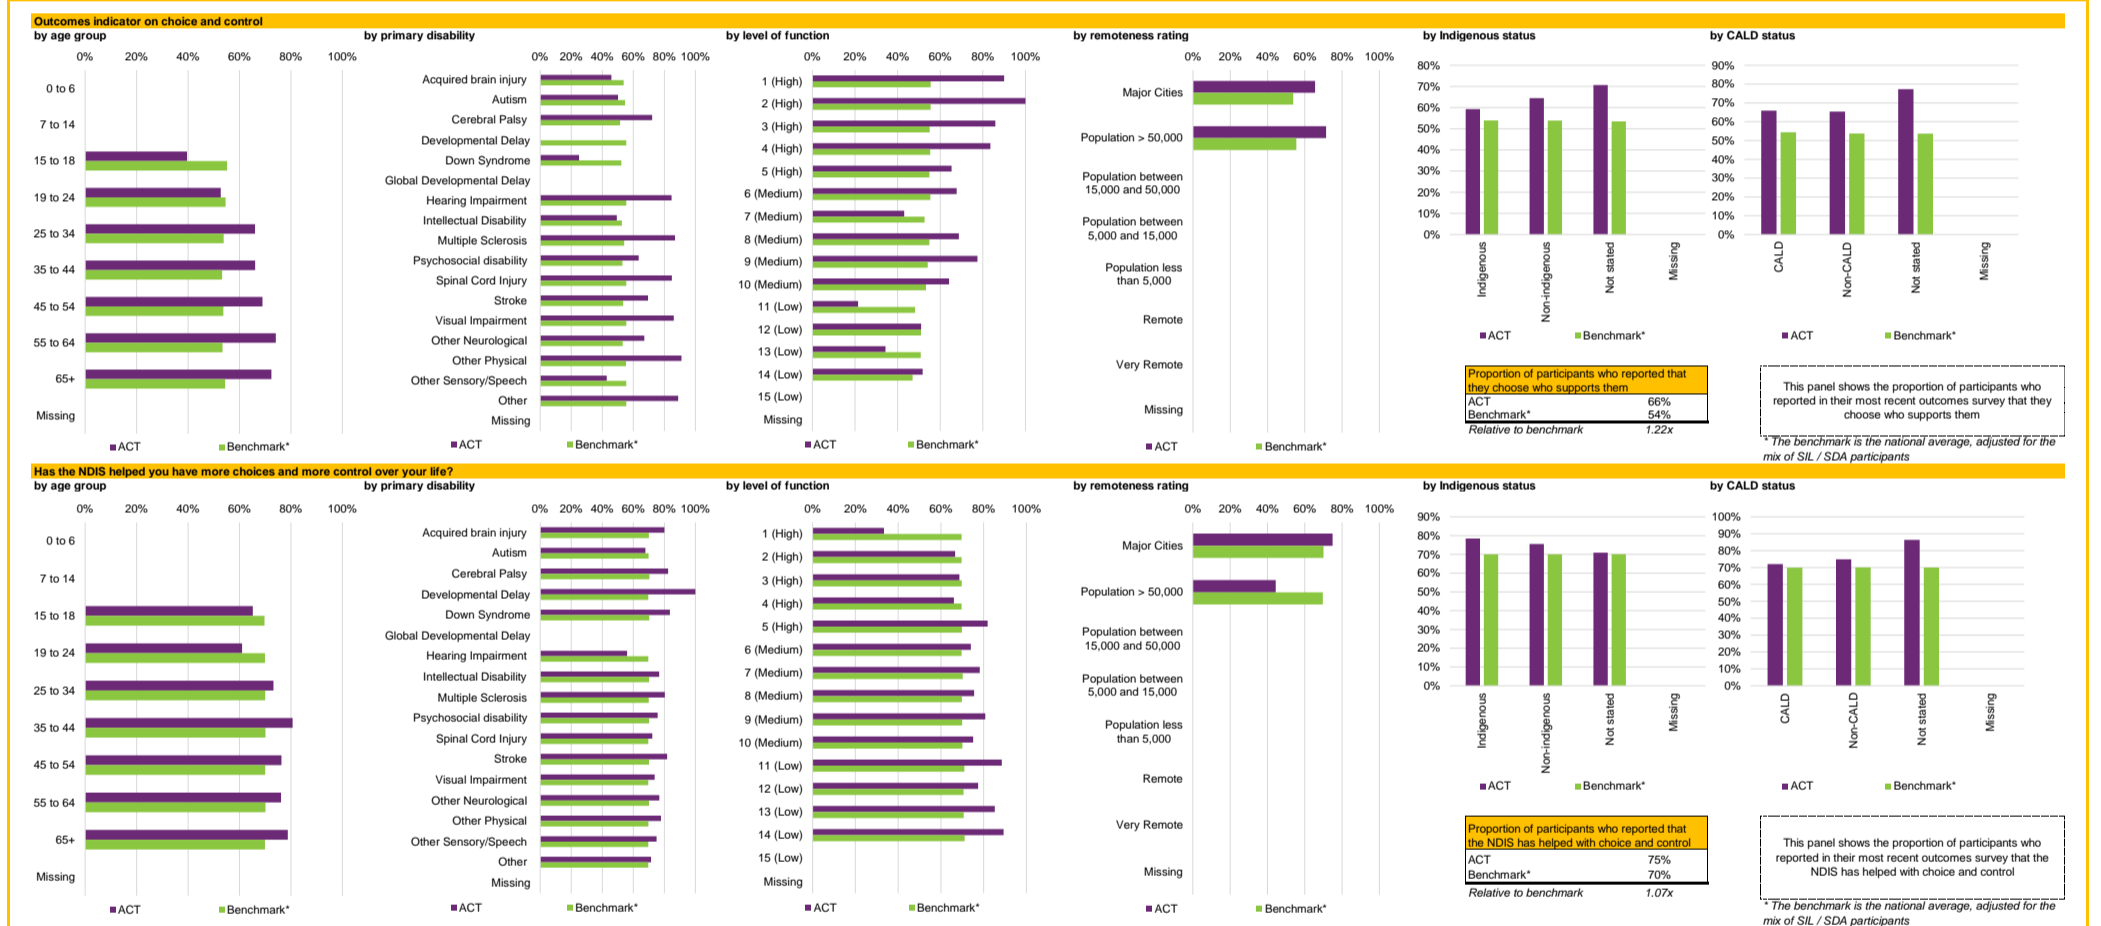 Outcomes indicator on choice and control
by age group
0% 20% 40% 60% 80% 100%
0 to 6
7 to 14
15 to 18
19 to 24
25 to 34
35 to 44
45 to 54
55 to 64
65+
Missing
ACT Benchmark*
by primary disability
0% 20% 40% 60% 80% 100%
Acquired brain injury
Autism
Cerebral Palsy
Developmental Delay
Down Syndrome
Global Developmental Delay
Hearing Impairment
Intellectual Disability
Multiple Sclerosis
Psychosocial disability
Spinal Cord Injury
Stroke
Visual Impairment
Other Neurological
Other Physical
Other Sensory/Speech
Other
Missing
ACT Benchmark*
by level of function
0% 20% 40% 60% 80% 100%
1 (High)
2 (High)
3 (High)
4 (High)
5 (High)
6 (Medium)
7 (Medium)
8 (Medium)
9 (Medium)
10 (Medium)
11 (Low)
12 (Low)
13 (Low)
14 (Low)
15 (Low)
Missing
ACT Benchmark*
by remoteness rating
0% 20% 40% 60% 80% 100%
Major Cities
Population > 50,000
Population between
15,000 and 50,000
Population between
5,000 and 15,000
Population less
than 5,000
Remote
Very Remote
Missing
ACT Benchmark*
by Indigenous status
80%
70%
60%
50%
40%
30%
20%
10%
0%
Indigenous
Non-indigenous
Not stated
Missing
ACT Benchmark*
by CALD status
90%
80%
70%
60%
50%
40%
30%
20%
10%
0%
CALD
Non-CALD
Not stated
Missing
ACT Benchmark*
Proportion of participants who reported that
they choose who supports them
ACT 66%
Benchmark* 54%
Relative to benchmark 1.22x
This panel shows the proportion of participants who
reported in their most recent outcomes survey that they
choose who supports them
* The benchmark is the national average, adjusted for the
mix of SIL / SDA participants
Has the NDIS helped you have more choices and more control over your life?
by age group
0% 20% 40% 60% 80% 100%
0 to 6
7 to 14
15 to 18
19 to 24
25 to 34
35 to 44
45 to 54
55 to 64
65+
Missing
ACT Benchmark*
by primary disability
0% 20% 40% 60% 80% 100%
Acquired brain injury
Autism
Cerebral Palsy
Developmental Delay
Down Syndrome
Global Developmental Delay
Hearing Impairment
Intellectual Disability
Multiple Sclerosis
Psychosocial disability
Spinal Cord Injury
Stroke
Visual Impairment
Other Neurological
Other Physical
Other Sensory/Speech
Other
Missing
ACT Benchmark*
by level of function
0% 20% 40% 60% 80% 100%
1 (High)
2 (High)
3 (High)
4 (High)
5 (High)
6 (Medium)
7 (Medium)
8 (Medium)
9 (Medium)
10 (Medium)
11 (Low)
12 (Low)
13 (Low)
14 (Low)
15 (Low)
Missing
ACT Benchmark*
by remoteness rating
0% 20% 40% 60% 80% 100%
Major Cities
Population > 50,000
Population between
15,000 and 50,000
Population between
5,000 and 15,000
Population less
than 5,000
Remote
Very Remote
Missing
ACT Benchmark*
by Indigenous status
90%
80%
70%
60%
50%
40%
30%
20%
10%
0%
Indigenous
Non-indigenous
Not stated
Missing
ACT Benchmark*
by CALD status
100%
90%
80%
70%
60%
50%
40%
30%
20%
10%
0%
CALD
Non-CALD
Not stated
Missing
ACT Benchmark*
Proportion of participants who reported that
the NDIS has helped with choice and control
ACT 75%
Benchmark* 70%
Relative to benchmark 1.07x
This panel shows the proportion of participants who
reported in their most recent outcomes survey that the
NDIS has helped with choice and control
* The benchmark is the national average, adjusted for the
mix of SIL / SDA participants